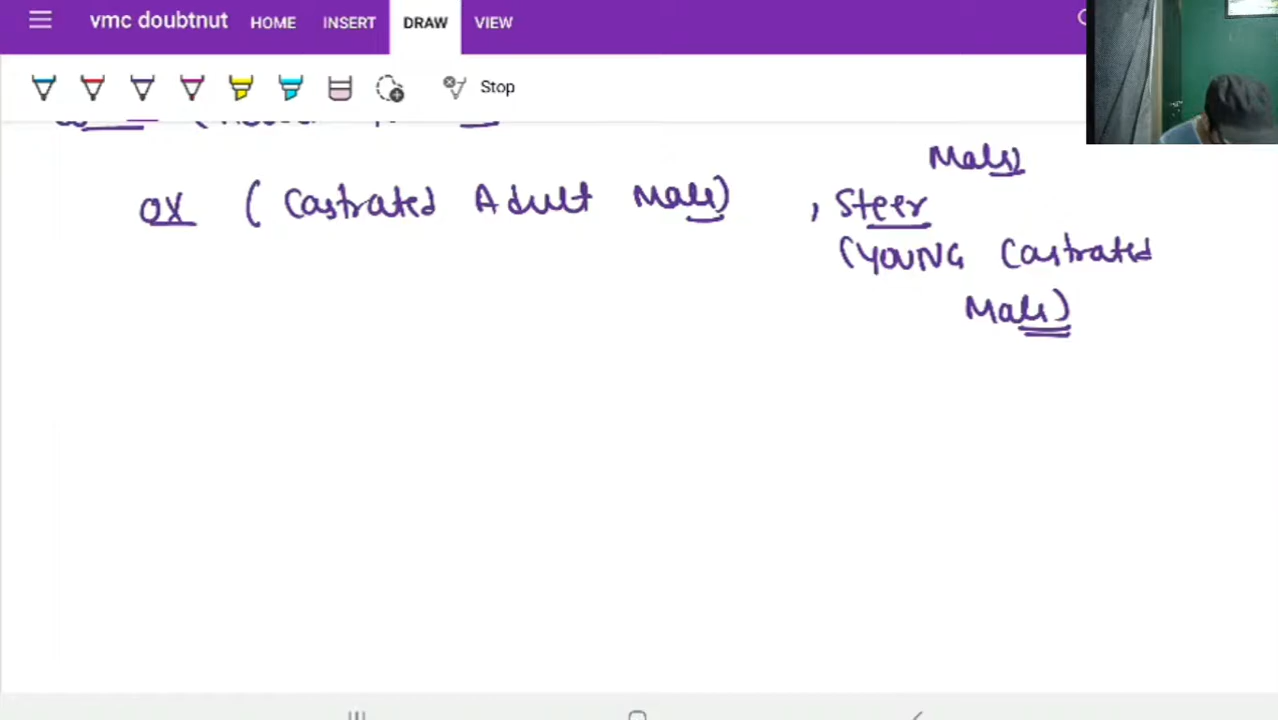 vmc doubtnut HOME INSERT DRAW VIEW
Stop
Male)
OX (Castrated Adult Male) , Steer
(YOUNG Castrated
Male)